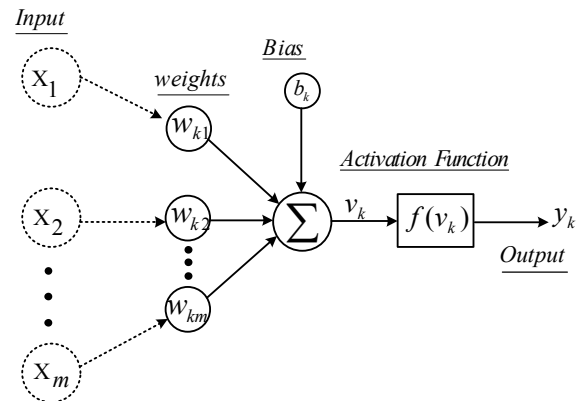 Input
Bias
weights
X1
bk
wk1
Activation Function
X2
wk2
Σ
vk
f(vk)
yk
Output
wkm
Xm